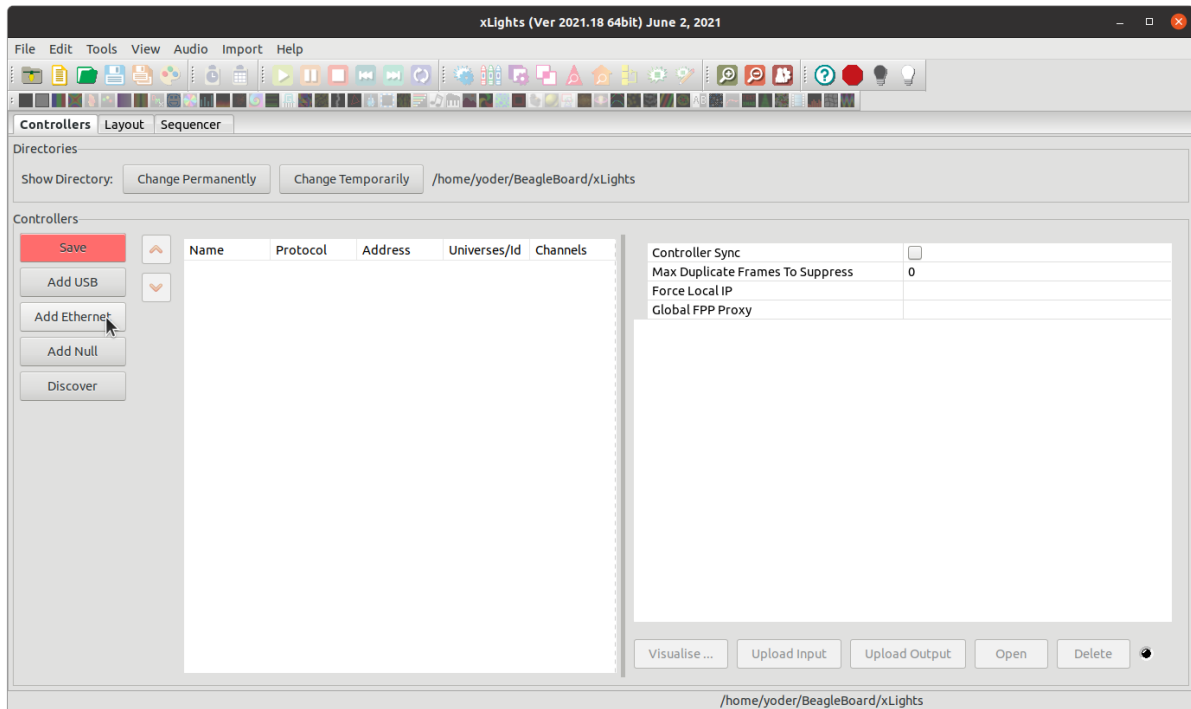 xLights (Ver 2021.18 64bit) June 2, 2021
File Edit Tools View Audio Import Help
Controllers Layout Sequencer
Directories
Show Directory: Change Permanently Change Temporarily /home/yoder/BeagleBoard/xLights
Controllers
Save
Add USB
Add Ethernet
Add Null
Discover
Name Protocol Address Universes/Id Channels
Controller Sync
Max Duplicate Frames To Suppress 0
Force Local IP
Global FPP Proxy
Visualise ... Upload Input Upload Output Open Delete
/home/yoder/BeagleBoard/xLights